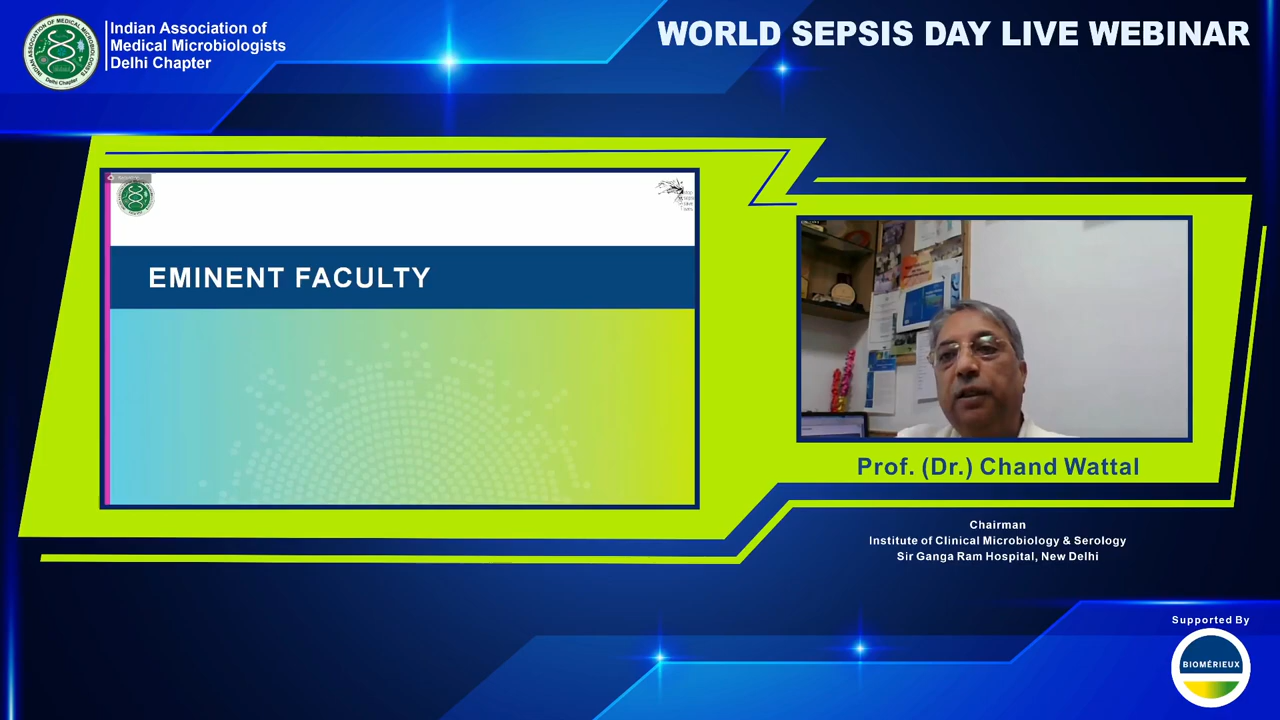 Indian Association of
Medical Microbiologists
Delhi Chapter
WORLD SEPSIS DAY LIVE WEBINAR
EMINENT FACULTY
Prof. (Dr.) Chand Wattal
Chairman
Institute of Clinical Microbiology & Serology
Sir Ganga Ram Hospital, New Delhi
Supported By
BIOMÉRIEUX